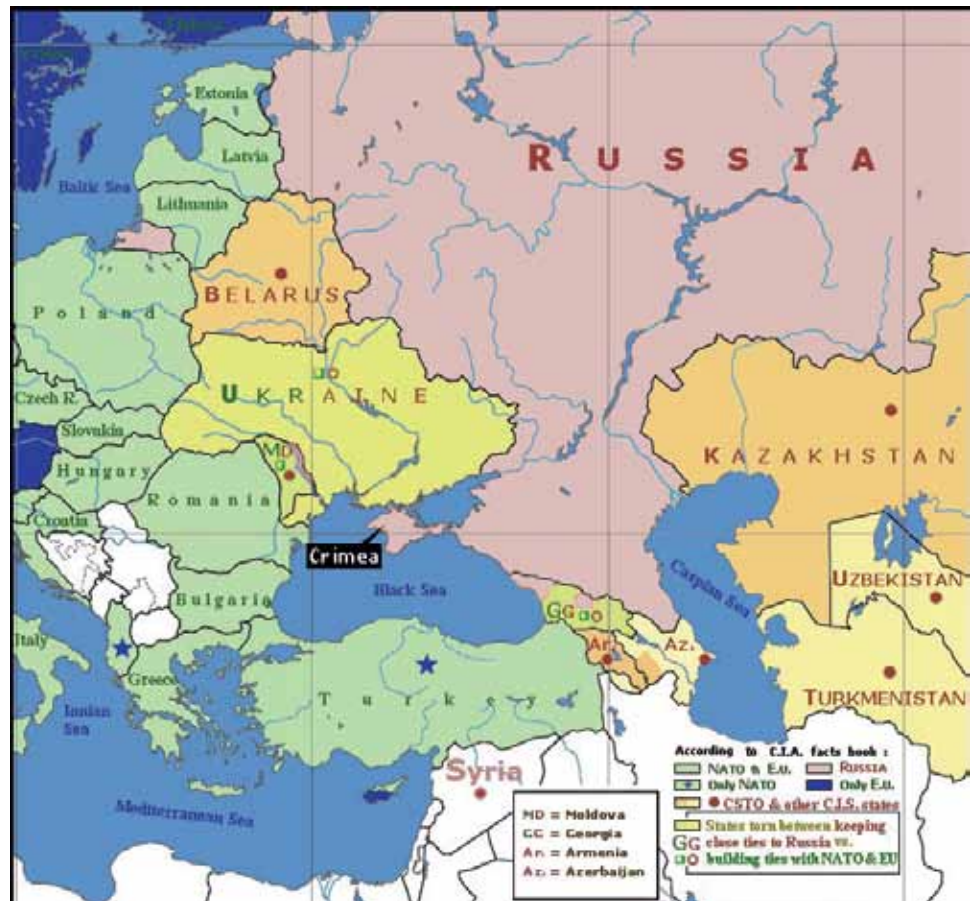 Estonia
RUSSIA
Latvia
Baltic Sea
Lithuania
BELARUS
Poland
UKRAINE
Czech R.
Slovakia
KAZAKHSTAN
MD
Hungary
Romania
Croatia
Crimea
Caspian Sea
UZBEKISTAN
Black Sea
Bulgaria
GG
Italy
Ar.
Az.
Greece
Turkey
TURKMENISTAN
Ionian
Sea
Syria
Mediterranean Sea
MD = Moldova
GG = Georgia
Ar. = Armenia
Az. = Azerbaijan
According to C.I.A. facts book :
NATO & E.U. RUSSIA
Only NATO Only E.U.
CSTO & other C.I.S. states
States torn between keeping
GG close ties to Russia vs.
building ties with NATO & EU